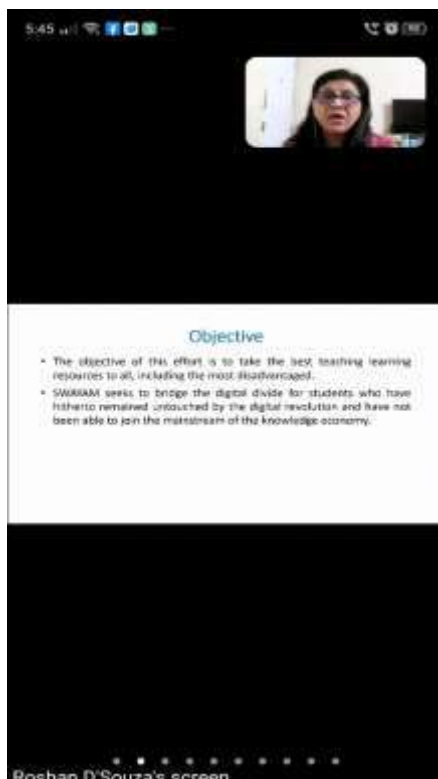 5:45
Objective
• The objective of this effort is to take the best teaching learning
resources to all, including the most disadvantaged.
• SWAYAM seeks to bridge the digital divide for students who have
hitherto remained untouched by the digital revolution and have not
been able to join the mainstream of the knowledge economy.
Roshan D'Souza's screen